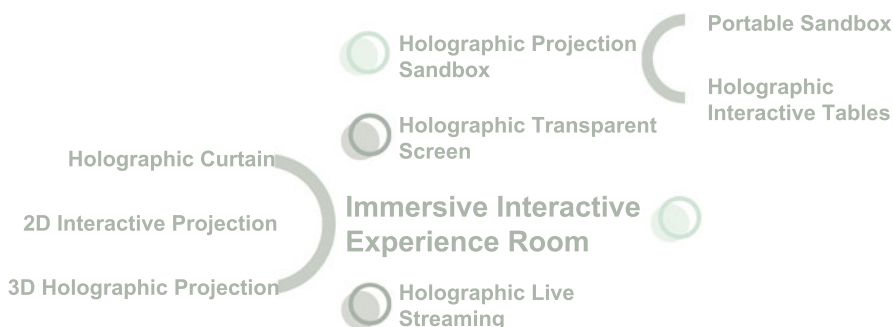 Holographic Projection
Sandbox
Portable Sandbox
Holographic
Interactive Tables
Holographic Transparent
Screen
Holographic Curtain
2D Interactive Projection
3D Holographic Projection
Immersive Interactive
Experience Room
Holographic Live
Streaming